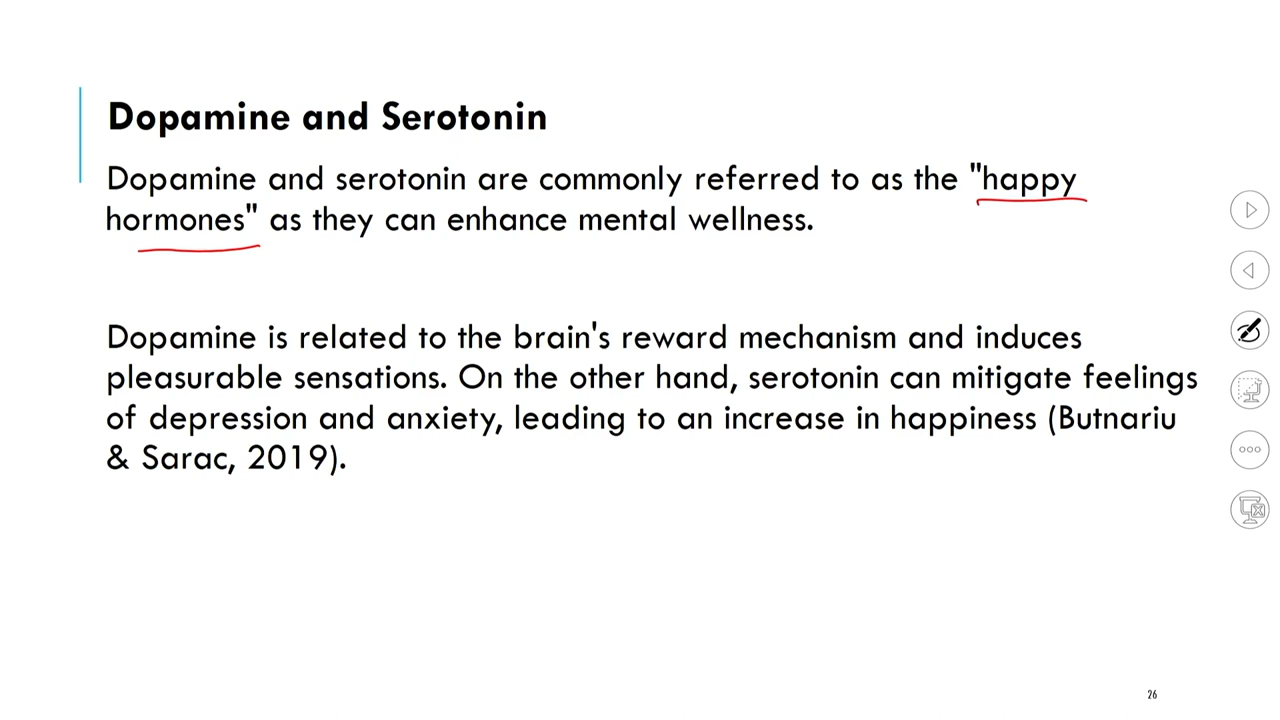 Dopamine and Serotonin
Dopamine and serotonin are commonly referred to as the "happy
hormones" as they can enhance mental wellness.
Dopamine is related to the brain's reward mechanism and induces
pleasurable sensations. On the other hand, serotonin can mitigate feelings
of depression and anxiety, leading to an increase in happiness (Butnariu
& Sarac, 2019).
26